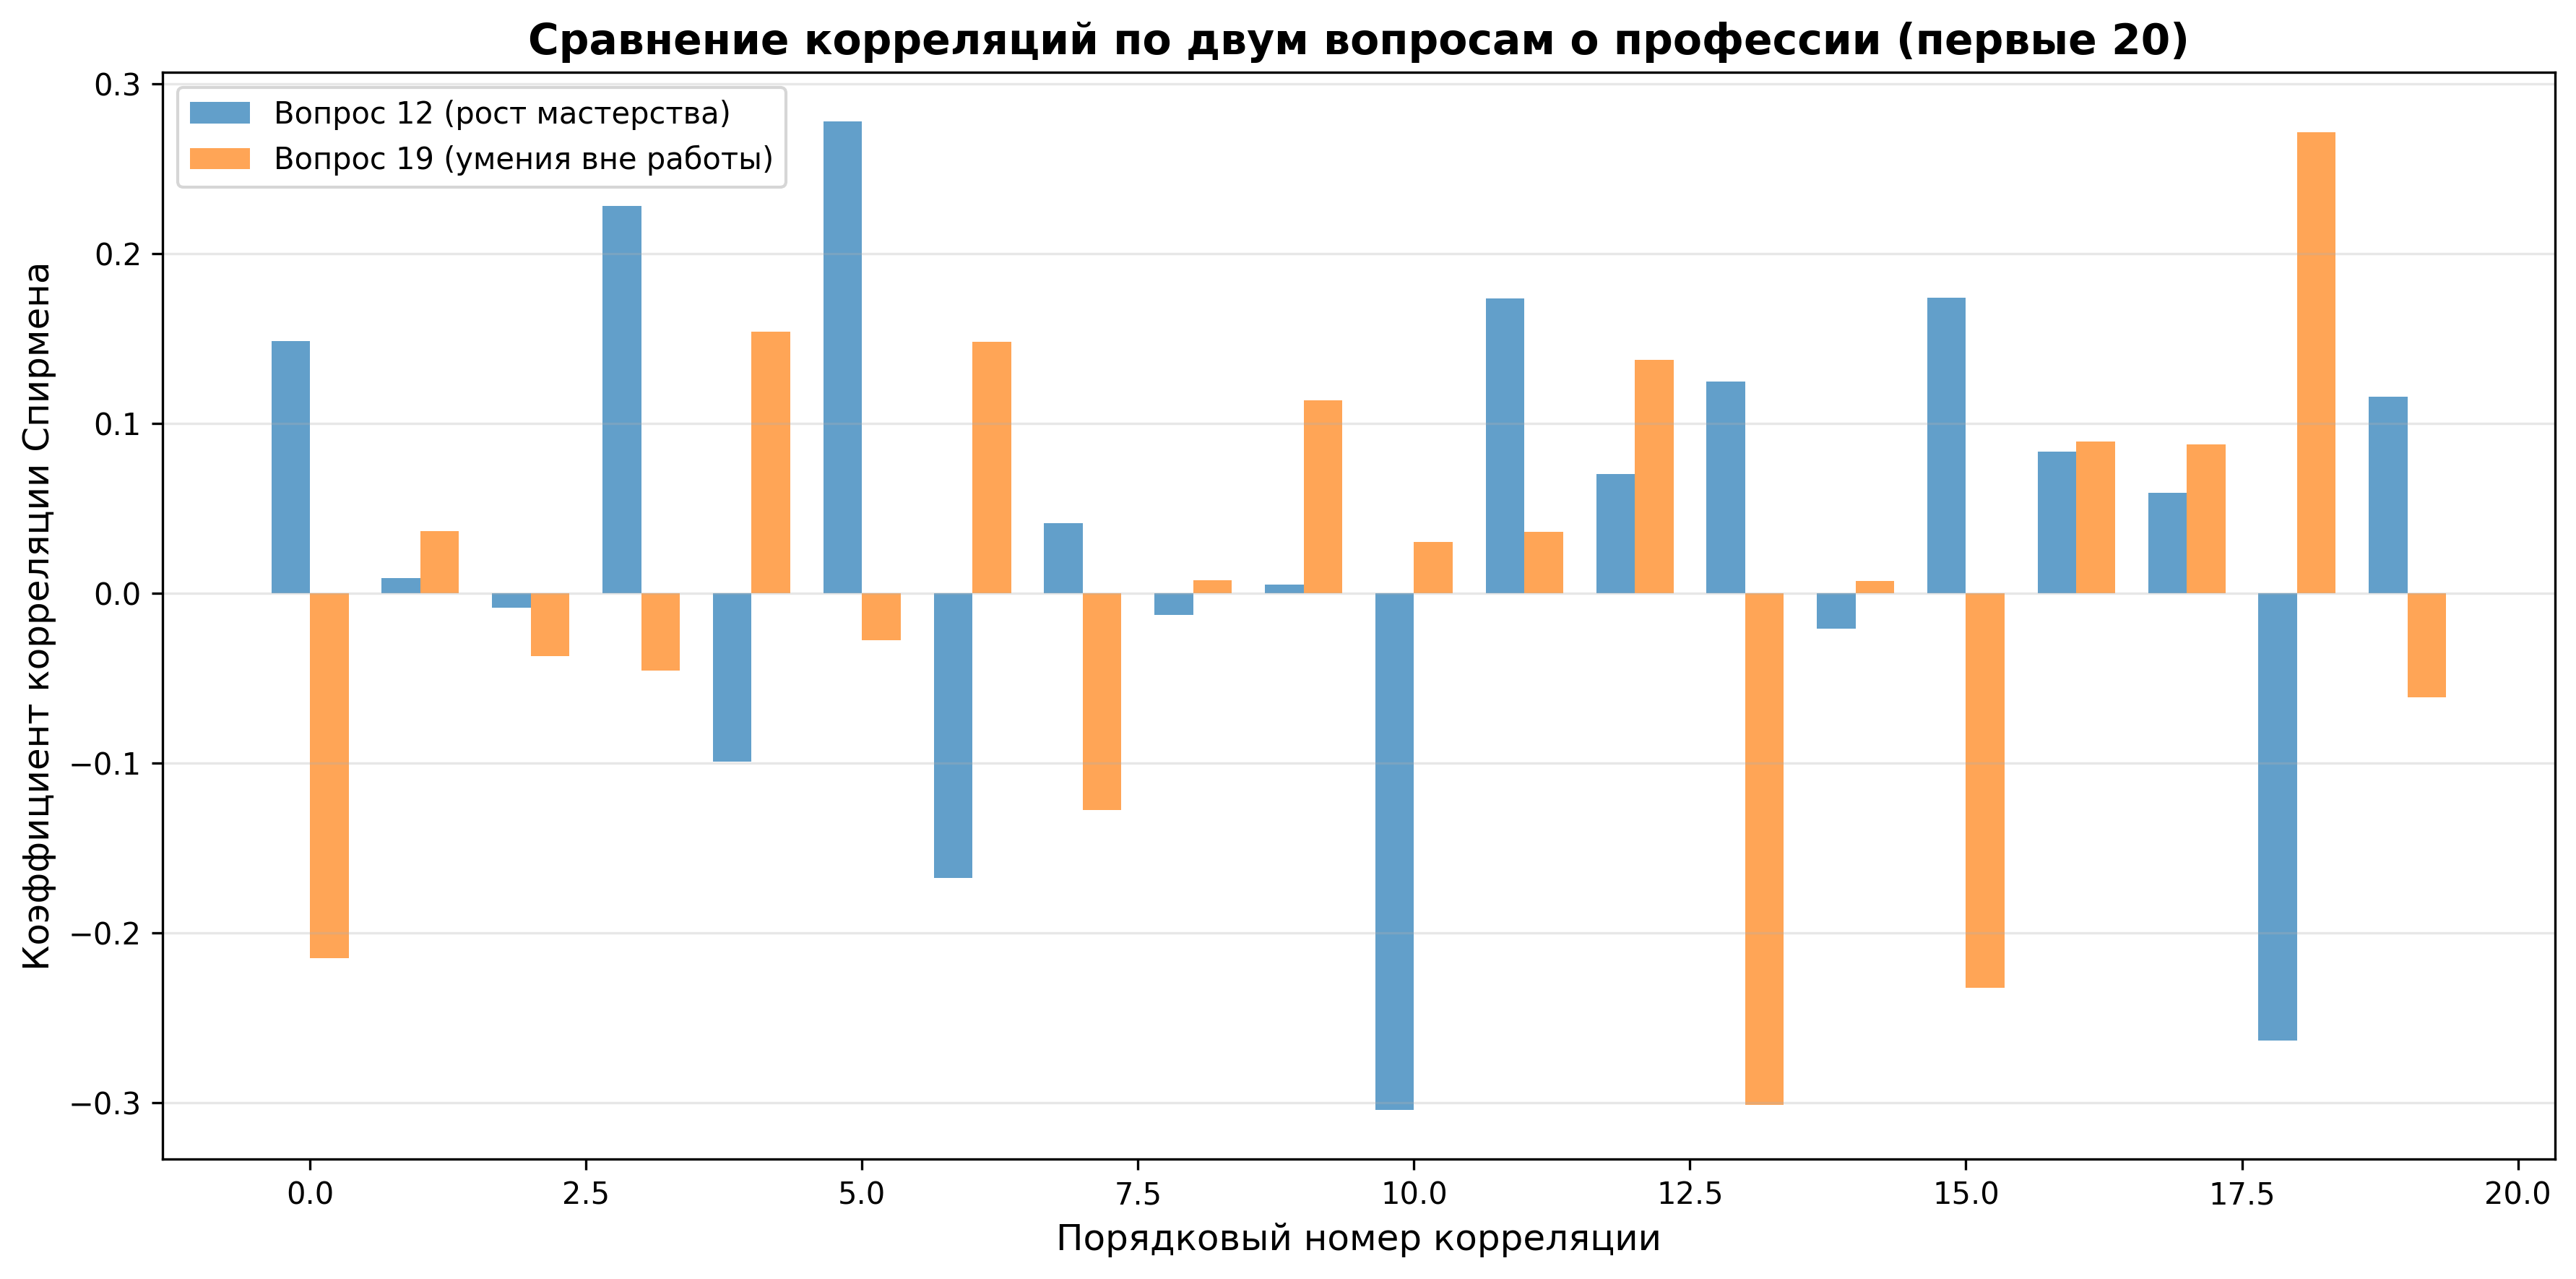 Сравнение корреляций по двум вопросам о профессии (первые 20)
Вопрос 12 (рост мастерства)
Вопрос 19 (умения вне работы)
Коэффициент корреляции Спирмена
0.3
0.2
0.1
0.0
−0.1
−0.2
−0.3
0.0 2.5 5.0 7.5 10.0 12.5 15.0 17.5 20.0
Порядковый номер корреляции